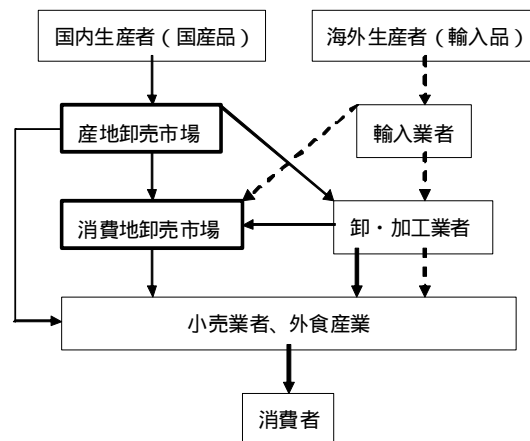 国内生産者（国産品）
海外生産者（輸入品）
産地卸売市場
輸入業者
消費地卸売市場
卸・加工業者
小売業者、外食産業
消費者